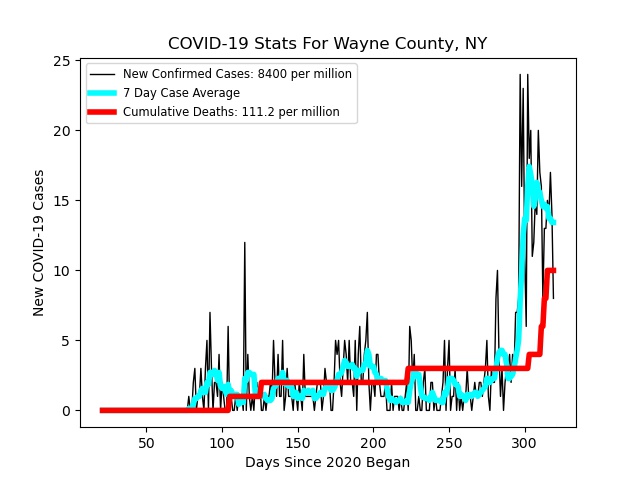 COVID-19 Stats For Wayne County, NY
New Confirmed Cases: 8400 per million
7 Day Case Average
Cumulative Deaths: 111.2 per million
New COVID-19 Cases
25
20
15
10
5
0
50
100
150
200
250
300
Days Since 2020 Began